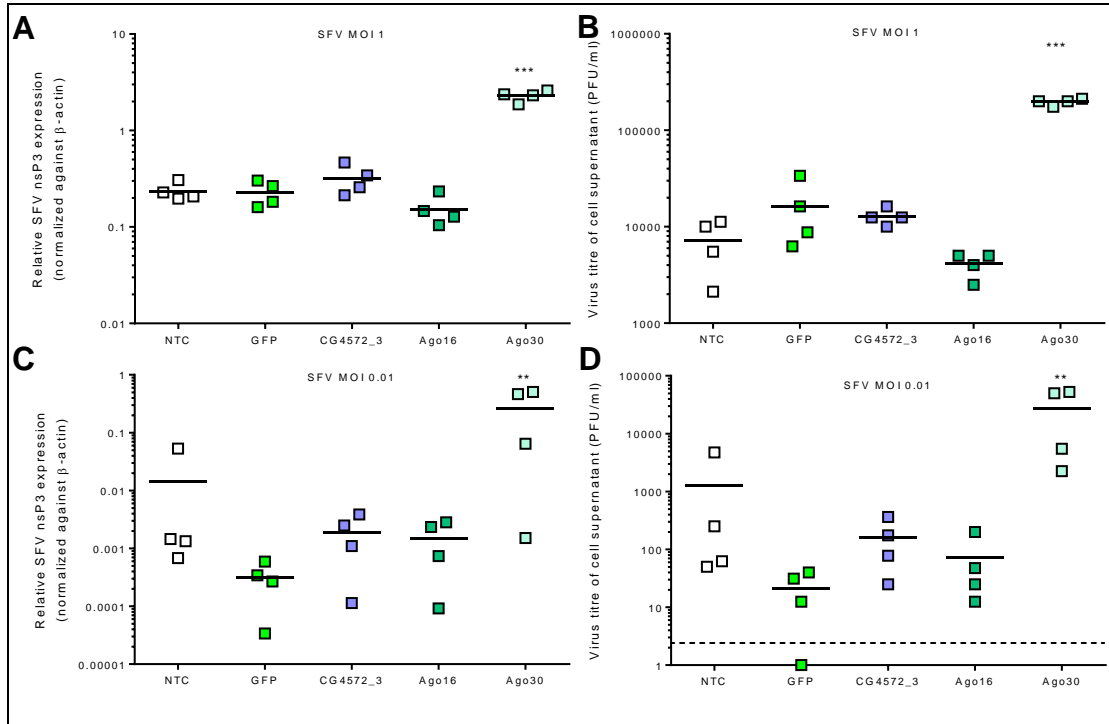 A
SFV MOI 1
Relative SFV nsP3 expression
(normalized against β-actin)
10
1
0.1
0.01
***
NTC GFP CG4572_3 Ago16 Ago30
B
SFV MOI 1
Virus titre of cell supernatant (PFU/ml)
1000000
100000
10000
1000
***
NTC GFP CG4572_3 Ago16 Ago30
C
SFV MOI 0.01
Relative SFV nsP3 expression
(normalized against β-actin)
1
0.1
0.01
0.001
0.0001
0.00001
**
NTC GFP CG4572_3 Ago16 Ago30
D
SFV MOI 0.01
Virus titre of cell supernatant (PFU/ml)
100000
10000
1000
100
10
1
**
NTC GFP CG4572_3 Ago16 Ago30